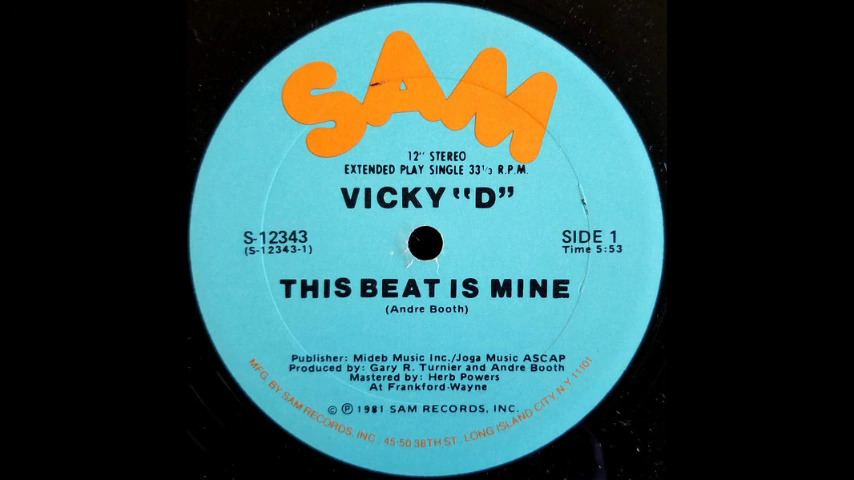 SAM
12" STEREO
EXTENDED PLAY SINGLE 33⅓ R.P.M.
VICKY “D”
S-12343
(S-12343-1)
SIDE 1
Time 5:53
THIS BEAT IS MINE
(Andre Booth)
Publisher: Mideb Music Inc./Joga Music ASCAP
Produced by: Gary R. Turnier and Andre Booth
Mastered by: Herb Powers
At Frankford-Wayne
© ℗ 1981 SAM RECORDS, INC.
MFG. BY SAM RECORDS, INC., 45-50 38TH ST., LONG ISLAND CITY, N.Y. 11101